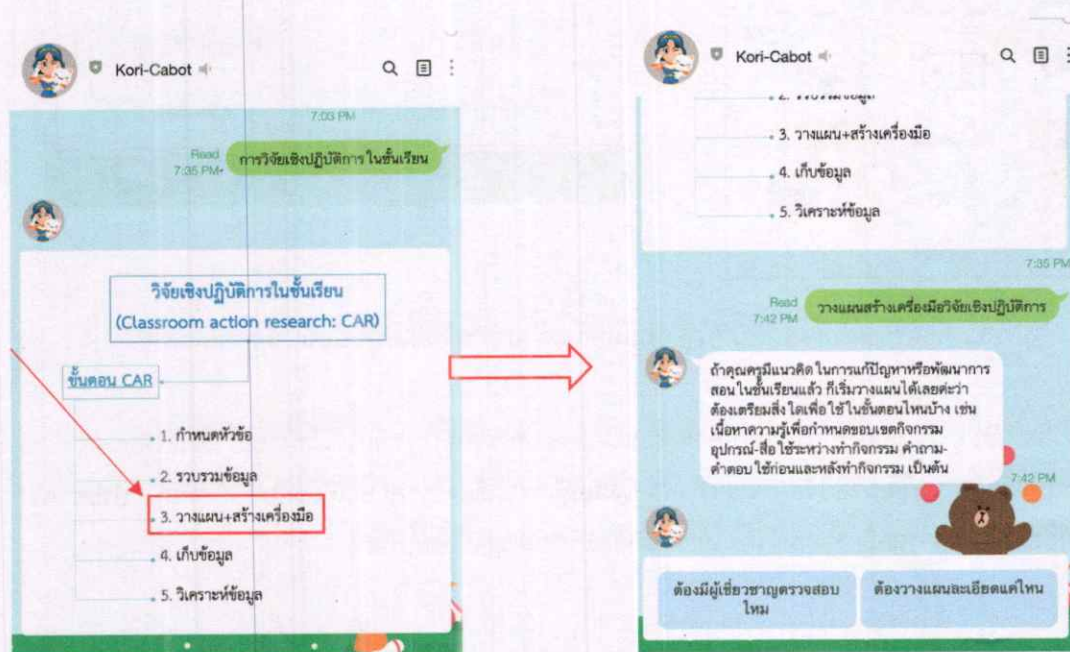 Kori-Cabot
7:03 PM
Read
7:35 PM
การวิจัยเชิงปฏิบัติการในชั้นเรียน
วิจัยเชิงปฏิบัติการในชั้นเรียน
(Classroom action research: CAR)
ขั้นตอน CAR
1. กำหนดหัวข้อ
2. รวบรวมข้อมูล
3. วางแผน+สร้างเครื่องมือ
4. เก็บข้อมูล
5. วิเคราะห์ข้อมูล
Kori-Cabot
3. วางแผน+สร้างเครื่องมือ
4. เก็บข้อมูล
5. วิเคราะห์ข้อมูล
7:35 PM
Read
7:42 PM
วางแผนสร้างเครื่องมือวิจัยเชิงปฏิบัติการ
ถ้าคุณครูมีแนวคิดในการแก้ปัญหาหรือพัฒนาการ
สอนในชั้นเรียนแล้ว ก็เริ่มวางแผนได้เลยค่ะว่า
ต้องเตรียมสิ่งใดเพื่อใช้ในขั้นตอนไหนบ้าง เช่น
เนื้อหาความรู้เพื่อกำหนดขอบเขตกิจกรรม
อุปกรณ์-สื่อใช้ระหว่างทำกิจกรรม คำถาม-
คำตอบ ใช้ก่อนและหลังทำกิจกรรม เป็นต้น
7:42 PM
ต้องมีผู้เชี่ยวชาญตรวจสอบ
ไหม
ต้องวางแผนละเอียดแค่ไหน